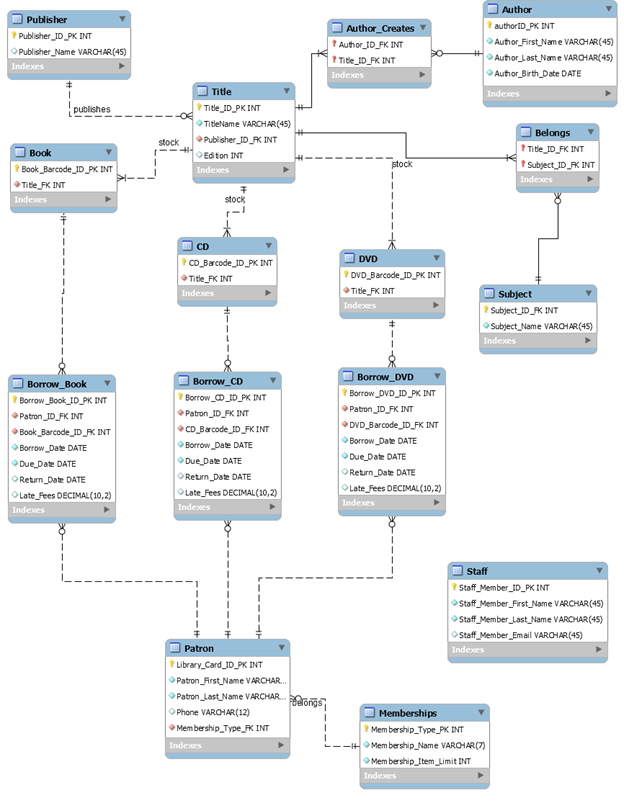 Publisher
Publisher_ID_PK INT
Publisher_Name VARCHAR(45)
Indexes
publishes
Author_Creates
Author_ID_FK INT
Title_ID_FK INT
Indexes
Author
authorID_PK INT
Author_First_Name VARCHAR(45)
Author_Last_Name VARCHAR(45)
Author_Birth_Date DATE
Indexes
Title
Title_ID_PK INT
TitleName VARCHAR(45)
Publisher_ID_FK INT
Edition INT
Indexes
Belongs
Title_ID_FK INT
Subject_ID_FK INT
Indexes
Book
Book_Barcode_ID_PK INT
Title_FK INT
Indexes
stock
stock
stock
CD
CD_Barcode_ID_PK INT
Title_FK INT
Indexes
DVD
DVD_Barcode_ID_PK INT
Title_FK INT
Indexes
Subject
Subject_ID_FK INT
Subject_Name VARCHAR(45)
Indexes
Borrow_Book
Borrow_Book_ID_PK INT
Patron_ID_FK INT
Book_Barcode_ID_FK INT
Borrow_Date DATE
Due_Date DATE
Return_Date DATE
Late_Fees DECIMAL(10,2)
Indexes
Borrow_CD
Borrow_CD_ID_PK INT
Patron_ID_FK INT
CD_Barcode_ID_FK INT
Borrow_Date DATE
Due_Date DATE
Return_Date DATE
Late_Fees DECIMAL(10,2)
Indexes
Borrow_DVD
Borrow_DVD_ID_PK INT
Patron_ID_FK INT
DVD_Barcode_ID_FK INT
Borrow_Date DATE
Due_Date DATE
Return_Date DATE
Late_Fees DECIMAL(10,2)
Indexes
Staff
Staff_Member_ID_PK INT
Staff_Member_First_Name VARCHAR(45)
Staff_Member_Last_Name VARCHAR(45)
Staff_Member_Email VARCHAR(45)
Indexes
Patron
Library_Card_ID_PK INT
Patron_First_Name VARCHAR...
Patron_Last_Name VARCHAR...
Phone VARCHAR(12)
Membership_Type_FK INT
Indexes
belongs
Memberships
Membership_Type_PK INT
Membership_Name VARCHAR(7)
Membership_Item_Limit INT
Indexes